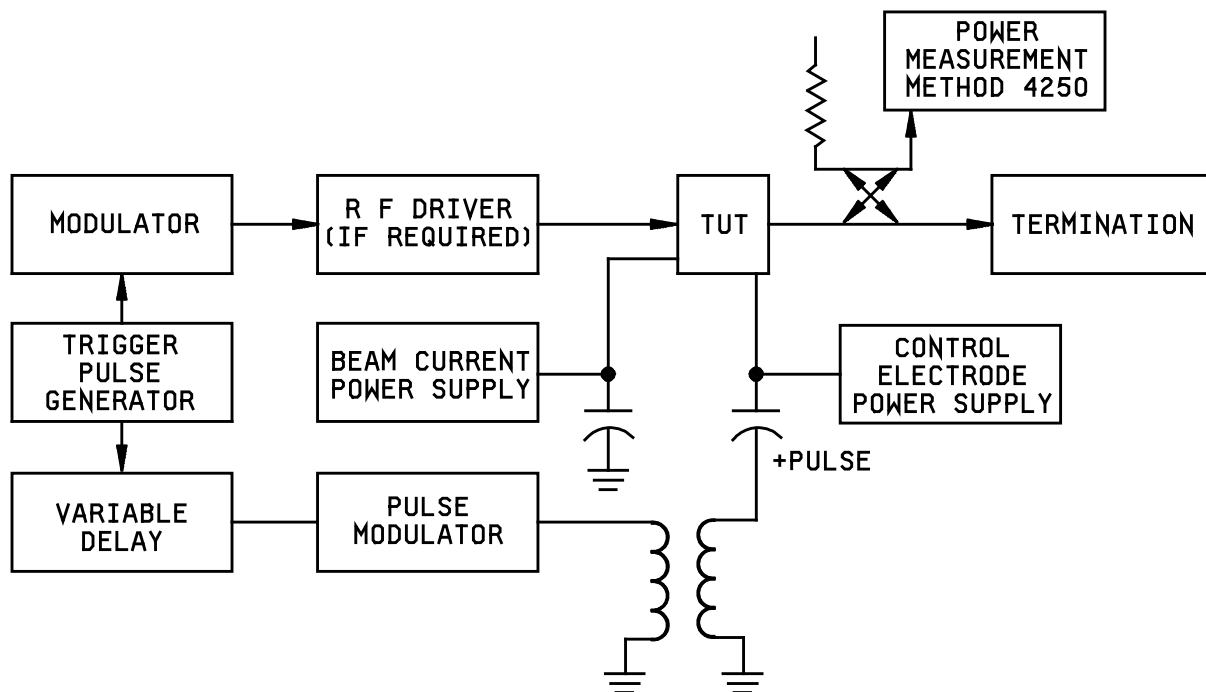 POWER
MEASUREMENT
METHOD 4250
MODULATOR
R F DRIVER
(IF REQUIRED)
TUT
TERMINATION
TRIGGER
PULSE
GENERATOR
BEAM CURRENT
POWER SUPPLY
CONTROL
ELECTRODE
POWER SUPPLY
+PULSE
VARIABLE
DELAY
PULSE
MODULATOR